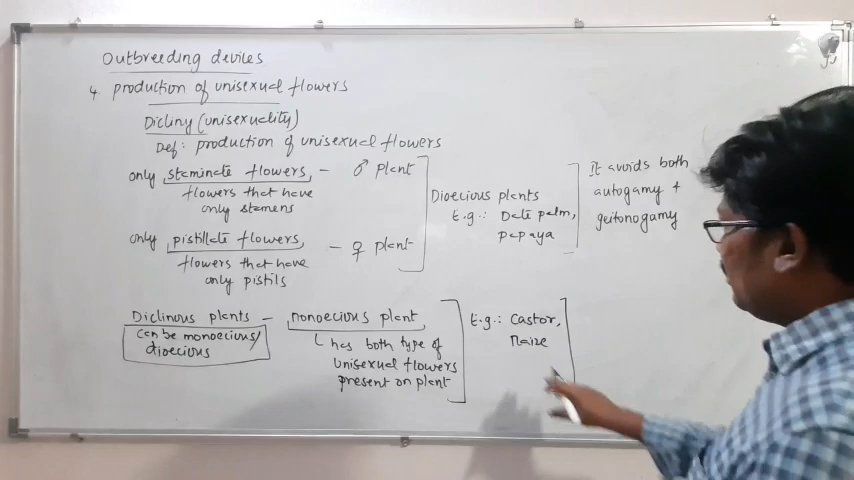 Outbreeding devices
4. production of unisexual flowers
Dicliny (unisexuality)
Def: production of unisexual flowers
only staminate flowers, - ♂ plant
flowers that have
only stamens
only pistillate flowers, - ♀ plant
flowers that have
only pistils
Dioecious plants
E.g.: Date palm,
papaya
It avoids both
autogamy +
geitonogamy
Diclinous plants - monoecious plant
can be monoecious/
dioecious
has both type of
unisexual flowers
present on plant
E.g.: Castor,
Maize